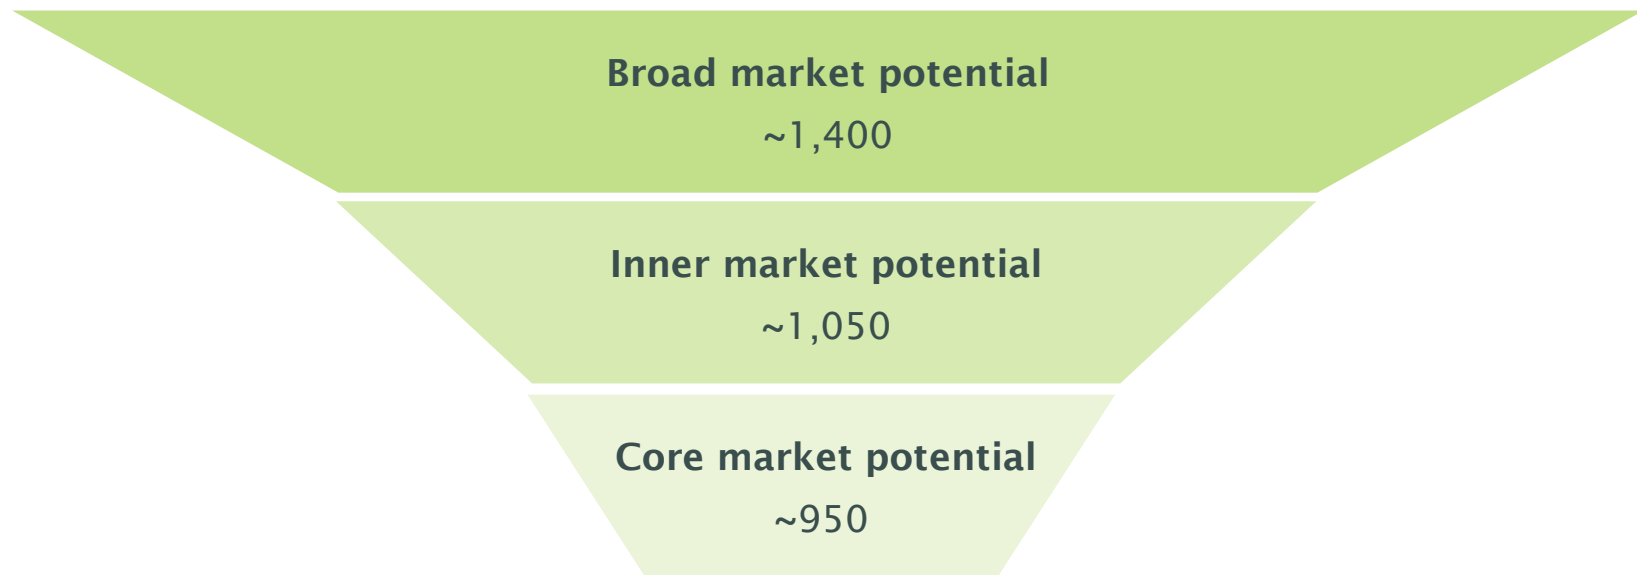 Broad market potential
~1,400
Inner market potential
~1,050
Core market potential
~950